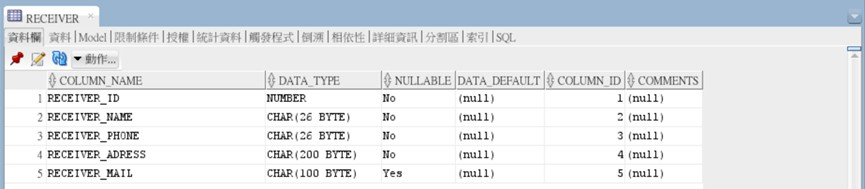 RECEIVER ×
資料欄 資料 | Model | 限制條件 | 授權 | 統計資料 | 觸發程式 | 倒溯 | 相依性 | 詳細資訊 | 分割區 | 索引 | SQL
動作...
COLUMN_NAME DATA_TYPE NULLABLE DATA_DEFAULT COLUMN_ID COMMENTS
1 RECEIVER_ID NUMBER No (null) 1 (null)
2 RECEIVER_NAME CHAR(26 BYTE) No (null) 2 (null)
3 RECEIVER_PHONE CHAR(26 BYTE) No (null) 3 (null)
4 RECEIVER_ADRESS CHAR(200 BYTE) No (null) 4 (null)
5 RECEIVER_MAIL CHAR(100 BYTE) Yes (null) 5 (null)